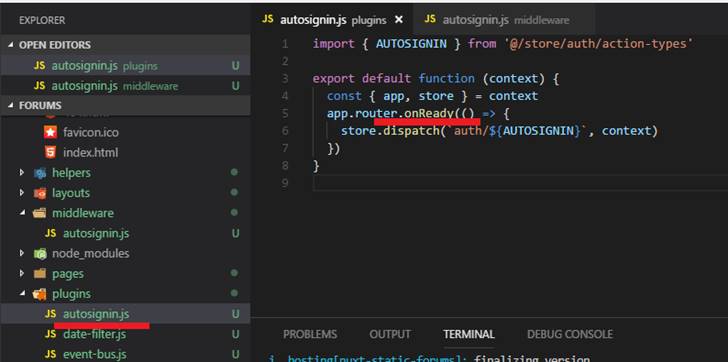 EXPLORER
OPEN EDITORS
JS autosignin.js plugins U
JS autosignin.js middleware U
FORUMS
favicon.ico
index.html
helpers
layouts
middleware
JS autosignin.js U
node_modules
pages
plugins
JS autosignin.js U
JS date-filter.js U
JS event-bus.js U
JS autosignin.js plugins × JS autosignin.js middleware
1 import { AUTOSIGNIN } from '@/store/auth/action-types'
2
3 export default function (context) {
4 const { app, store } = context
5 app.router.onReady(() => {
6 store.dispatch(`auth/${AUTOSIGNIN}`, context)
7 })
8 }
9
PROBLEMS OUTPUT TERMINAL DEBUG CONSOLE
i hosting[nuxt-static-forums]: finalizing version